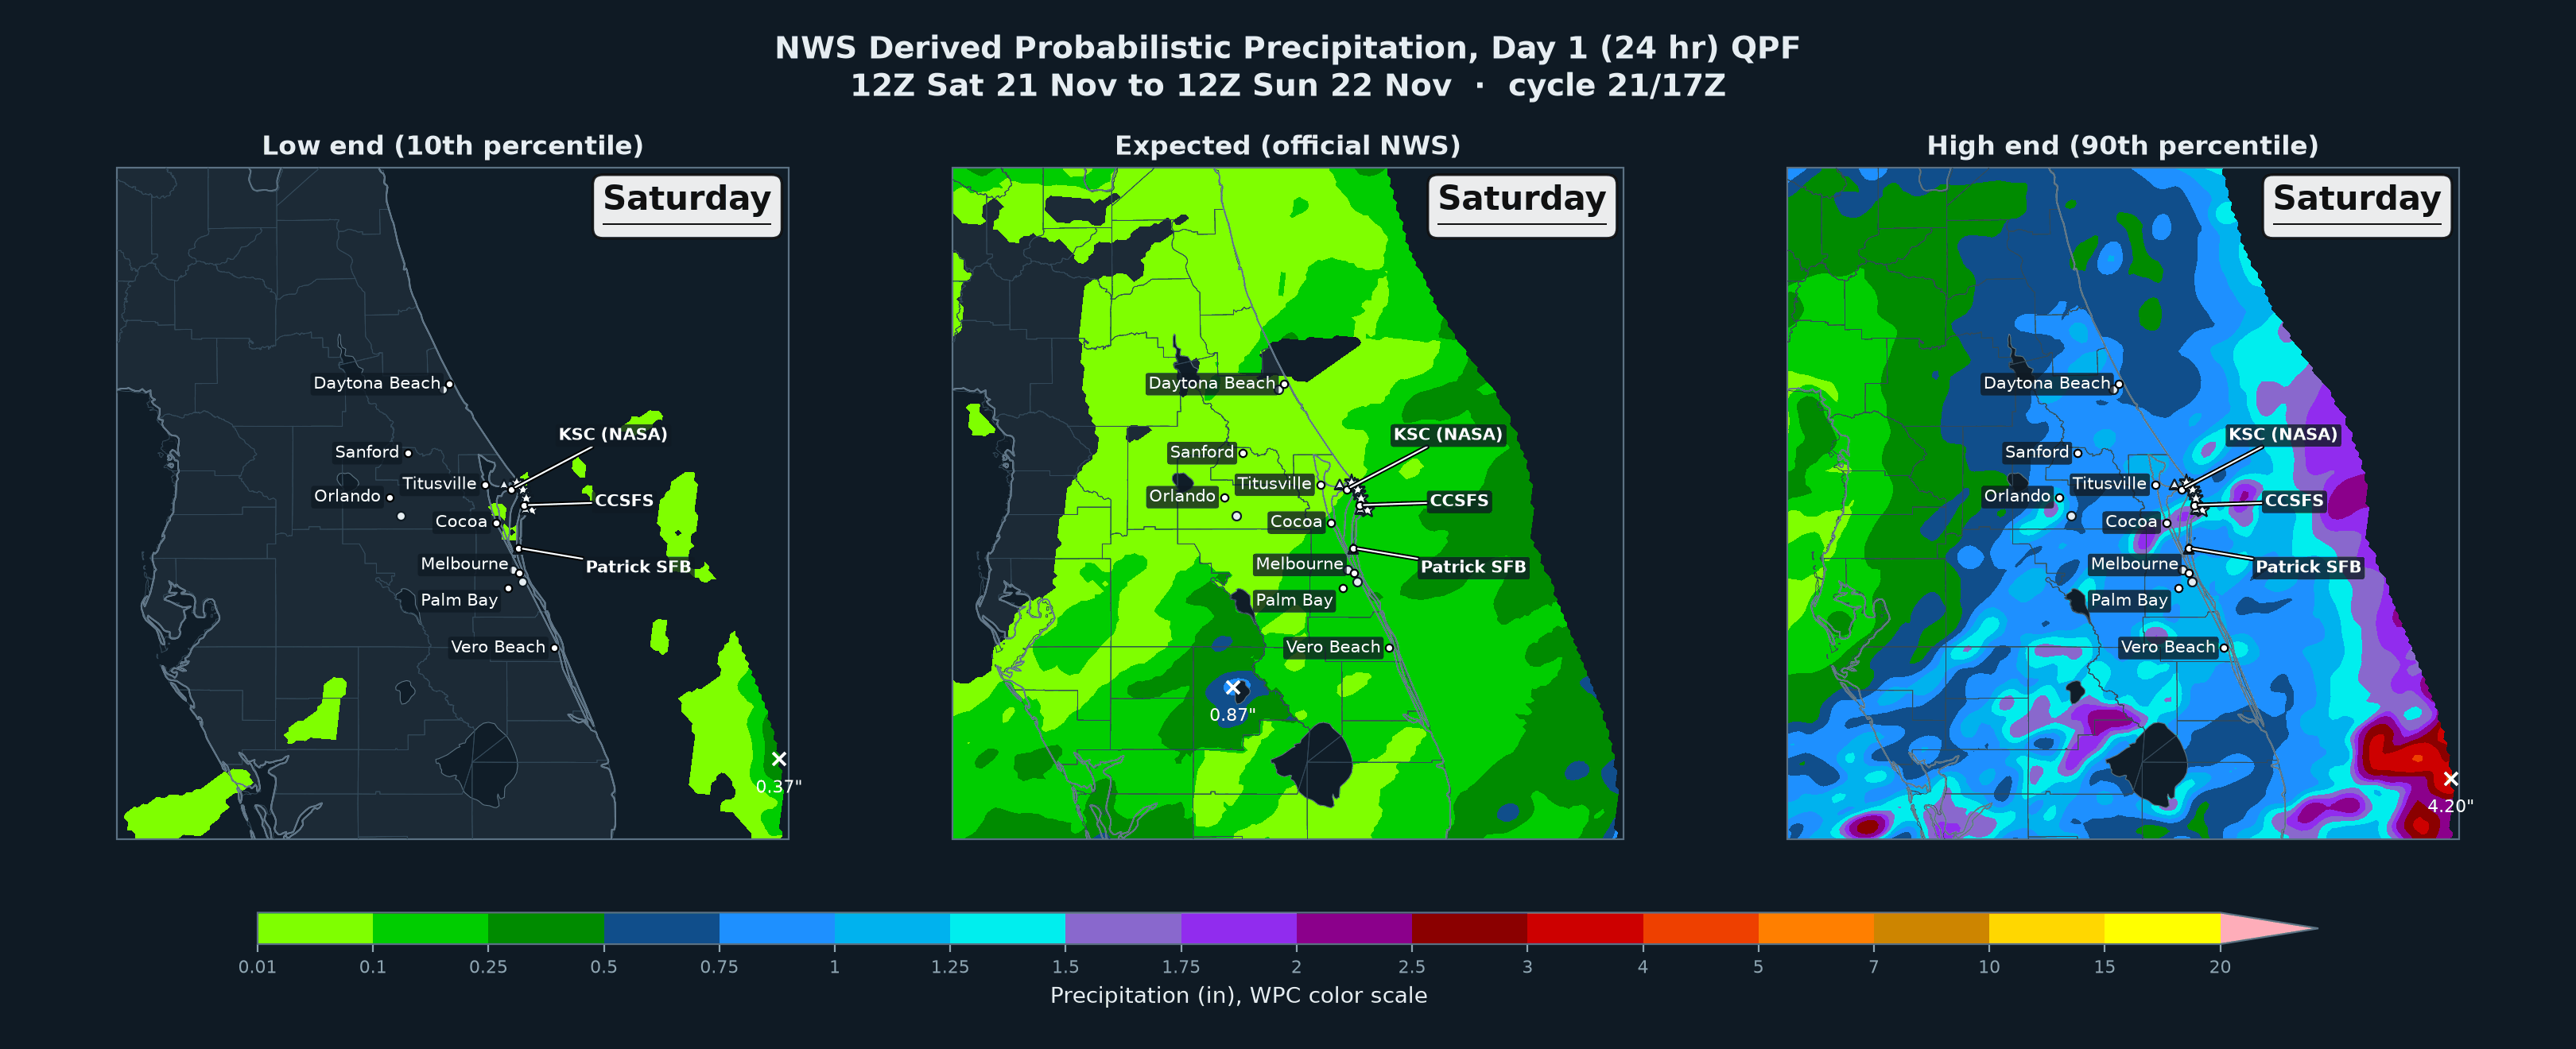 NWS Derived Probabilistic Precipitation, Day 1 (24 hr) QPF
12Z Sat 21 Nov to 12Z Sun 22 Nov · cycle 21/17Z
Low end (10th percentile)
Saturday
Daytona Beach
KSC (NASA)
Sanford
Titusville
Orlando
CCSFS
Cocoa
Melbourne
Patrick SFB
Palm Bay
Vero Beach
0.37"
Expected (official NWS)
Saturday
Daytona Beach
KSC (NASA)
Sanford
Titusville
Orlando
CCSFS
Cocoa
Melbourne
Patrick SFB
Palm Bay
Vero Beach
0.87"
High end (90th percentile)
Saturday
Daytona Beach
KSC (NASA)
Sanford
Titusville
Orlando
CCSFS
Cocoa
Melbourne
Patrick SFB
Palm Bay
Vero Beach
4.20"
0.01 0.1 0.25 0.5 0.75 1 1.25 1.5 1.75 2 2.5 3 4 5 7 10 15 20
Precipitation (in), WPC color scale